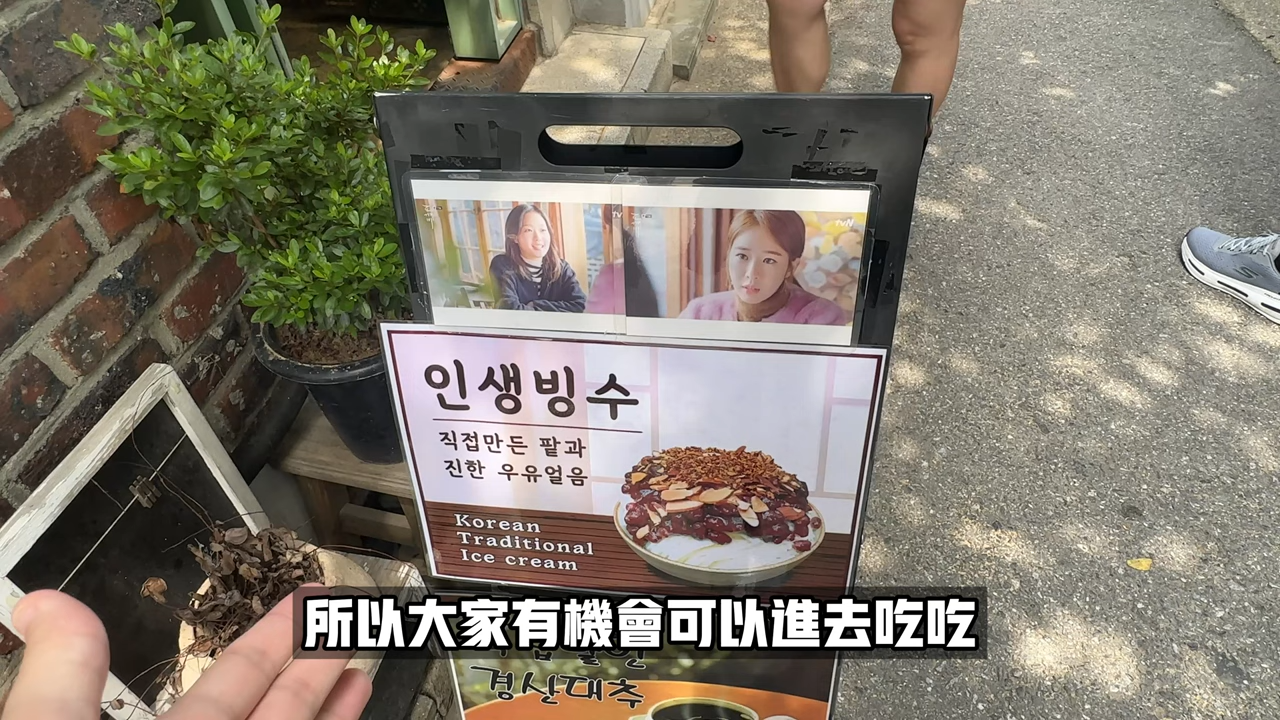 tvN
인생빙수
직접만든 팥과
진한 우유얼음
Korean
Traditional
Ice cream
所以大家有機會可以進去吃吃
경산대추